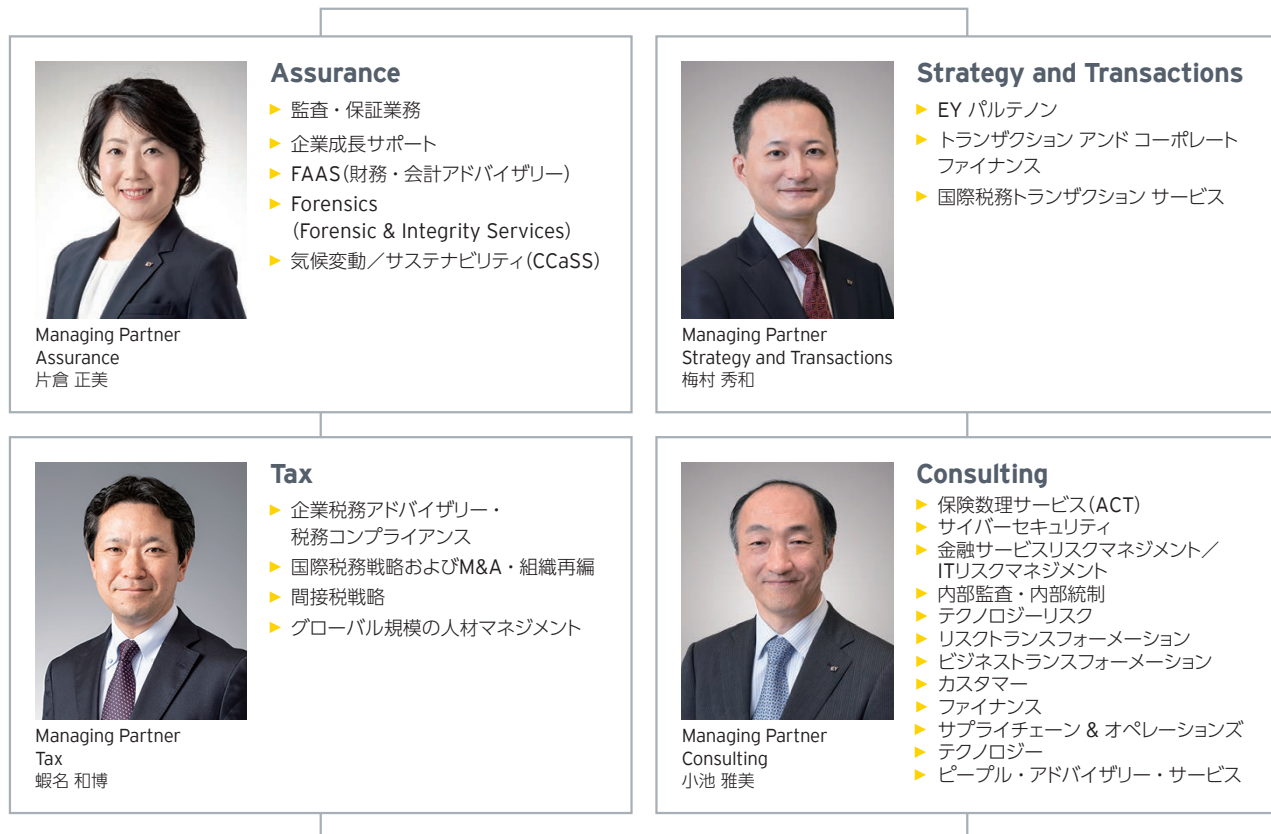 Assurance
► 監査・保証業務
► 企業成長サポート
► FAAS(財務・会計アドバイザリー)
► Forensics
(Forensic & Integrity Services)
► 気候変動／サステナビリティ(CCaSS)
Managing Partner
Assurance
片倉 正美
Strategy and Transactions
► EY パルテノン
► トランザクション アンド コーポレート
ファイナンス
► 国際税務トランザクション サービス
Managing Partner
Strategy and Transactions
梅村 秀和
Tax
► 企業税務アドバイザリー・
税務コンプライアンス
► 国際税務戦略およびM&A・組織再編
► 間接税戦略
► グローバル規模の人材マネジメント
Managing Partner
Tax
蝦名 和博
Consulting
► 保険数理サービス(ACT)
► サイバーセキュリティ
► 金融サービスリスクマネジメント／
ITリスクマネジメント
► 内部監査・内部統制
► テクノロジーリスク
► リスクトランスフォーメーション
► ビジネストランスフォーメーション
► カスタマー
► ファイナンス
► サプライチェーン & オペレーションズ
► テクノロジー
► ピープル・アドバイザリー・サービス
Managing Partner
Consulting
小池 雅美